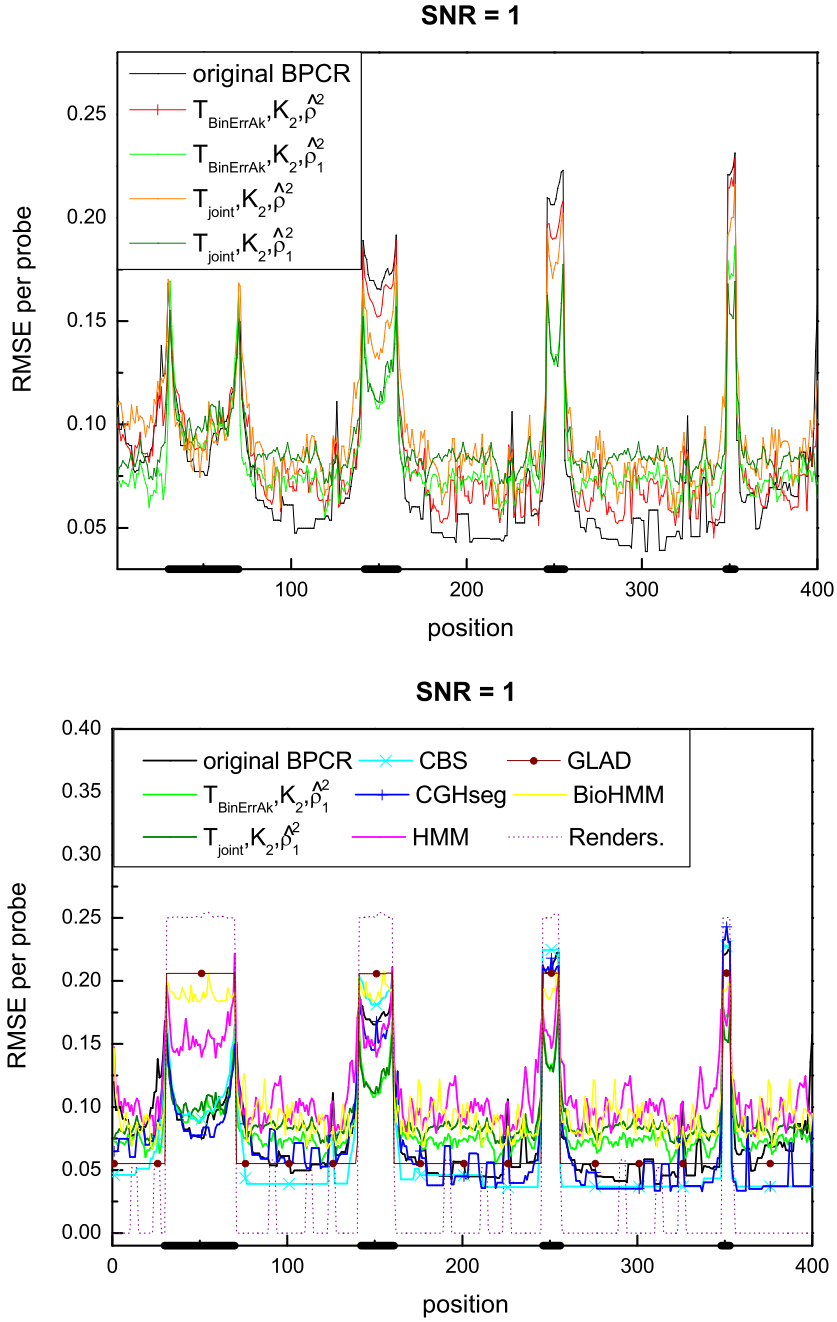 SNR = 1
original BPCR
T_BinErrAk,K_2,ρ̂^2
T_BinErrAk,K_2,ρ̂_1^2
T_joint,K_2,ρ̂^2
T_joint,K_2,ρ̂_1^2
RMSE per probe
0.25
0.20
0.15
0.10
0.05
100 200 300 400
position
SNR = 1
original BPCR CBS GLAD
T_BinErrAk,K_2,ρ̂_1^2 CGHseg BioHMM
T_joint,K_2,ρ̂_1^2 HMM Renders.
RMSE per probe
0.40
0.35
0.30
0.25
0.20
0.15
0.10
0.05
0.00
0 100 200 300 400
position